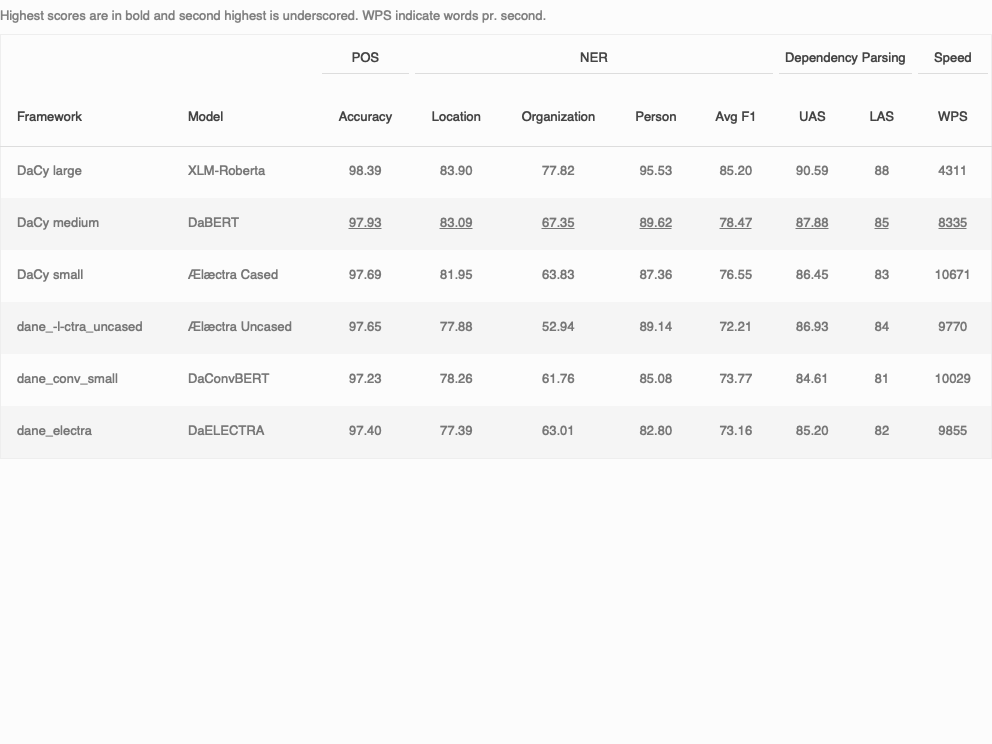 Highest scores are in bold and second highest is underscored. WPS indicate words pr. second.
POS NER Dependency Parsing Speed
Framework Model Accuracy Location Organization Person Avg F1 UAS LAS WPS
DaCy large XLM-Roberta 98.39 83.90 77.82 95.53 85.20 90.59 88 4311
DaCy medium DaBERT 97.93 83.09 67.35 89.62 78.47 87.88 85 8335
DaCy small Ælæctra Cased 97.69 81.95 63.83 87.36 76.55 86.45 83 10671
dane_-l-ctra_uncased Ælæctra Uncased 97.65 77.88 52.94 89.14 72.21 86.93 84 9770
dane_conv_small DaConvBERT 97.23 78.26 61.76 85.08 73.77 84.61 81 10029
dane_electra DaELECTRA 97.40 77.39 63.01 82.80 73.16 85.20 82 9855